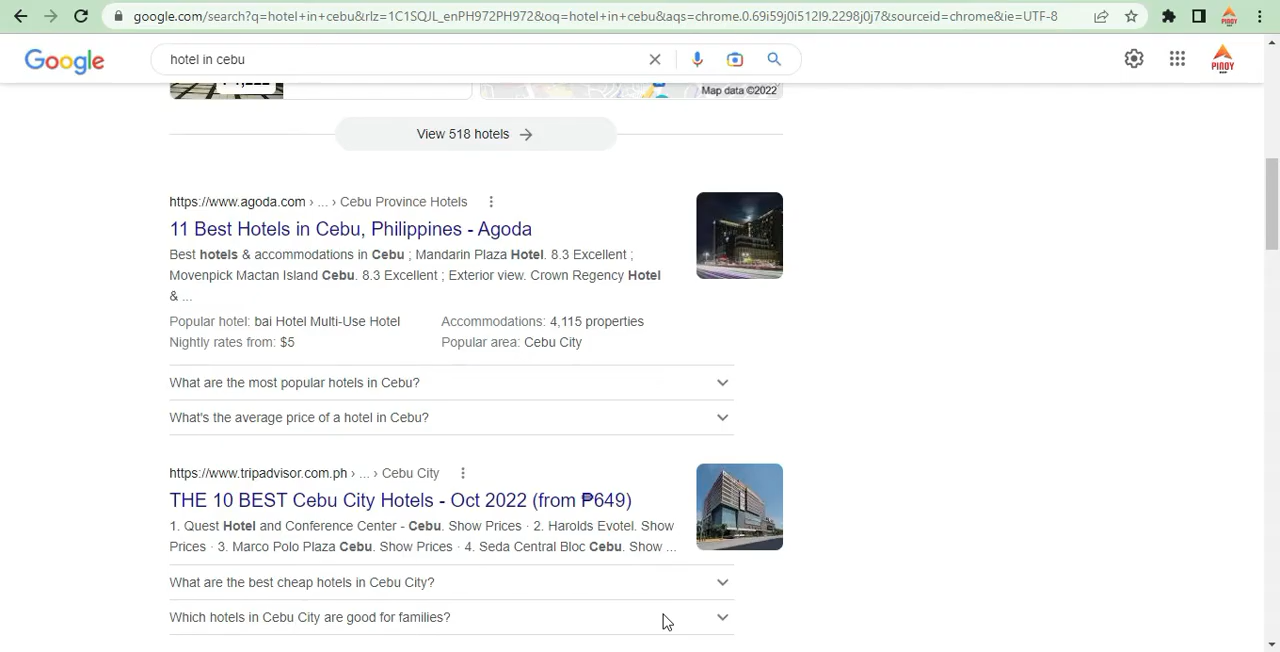 google.com/search?q=hotel+in+cebu&rlz=1C1SQJL_enPH972PH972&oq=hotel+in+cebu&aqs=chrome.0.69i59j0i512l9.2298j0j7&sourceid=chrome&ie=UTF-8
Google
hotel in cebu
PINOY
Map data ©2022
View 518 hotels
https://www.agoda.com › ... › Cebu Province Hotels
11 Best Hotels in Cebu, Philippines - Agoda
Best hotels & accommodations in Cebu ; Mandarin Plaza Hotel. 8.3 Excellent ;
Movenpick Mactan Island Cebu. 8.3 Excellent ; Exterior view. Crown Regency Hotel
& ...
Popular hotel: bai Hotel Multi-Use Hotel
Accommodations: 4,115 properties
Nightly rates from: $5
Popular area: Cebu City
What are the most popular hotels in Cebu?
What's the average price of a hotel in Cebu?
https://www.tripadvisor.com.ph › ... › Cebu City
THE 10 BEST Cebu City Hotels - Oct 2022 (from ₱649)
1. Quest Hotel and Conference Center - Cebu. Show Prices · 2. Harolds Evotel. Show
Prices · 3. Marco Polo Plaza Cebu. Show Prices · 4. Seda Central Bloc Cebu. Show ...
What are the best cheap hotels in Cebu City?
Which hotels in Cebu City are good for families?